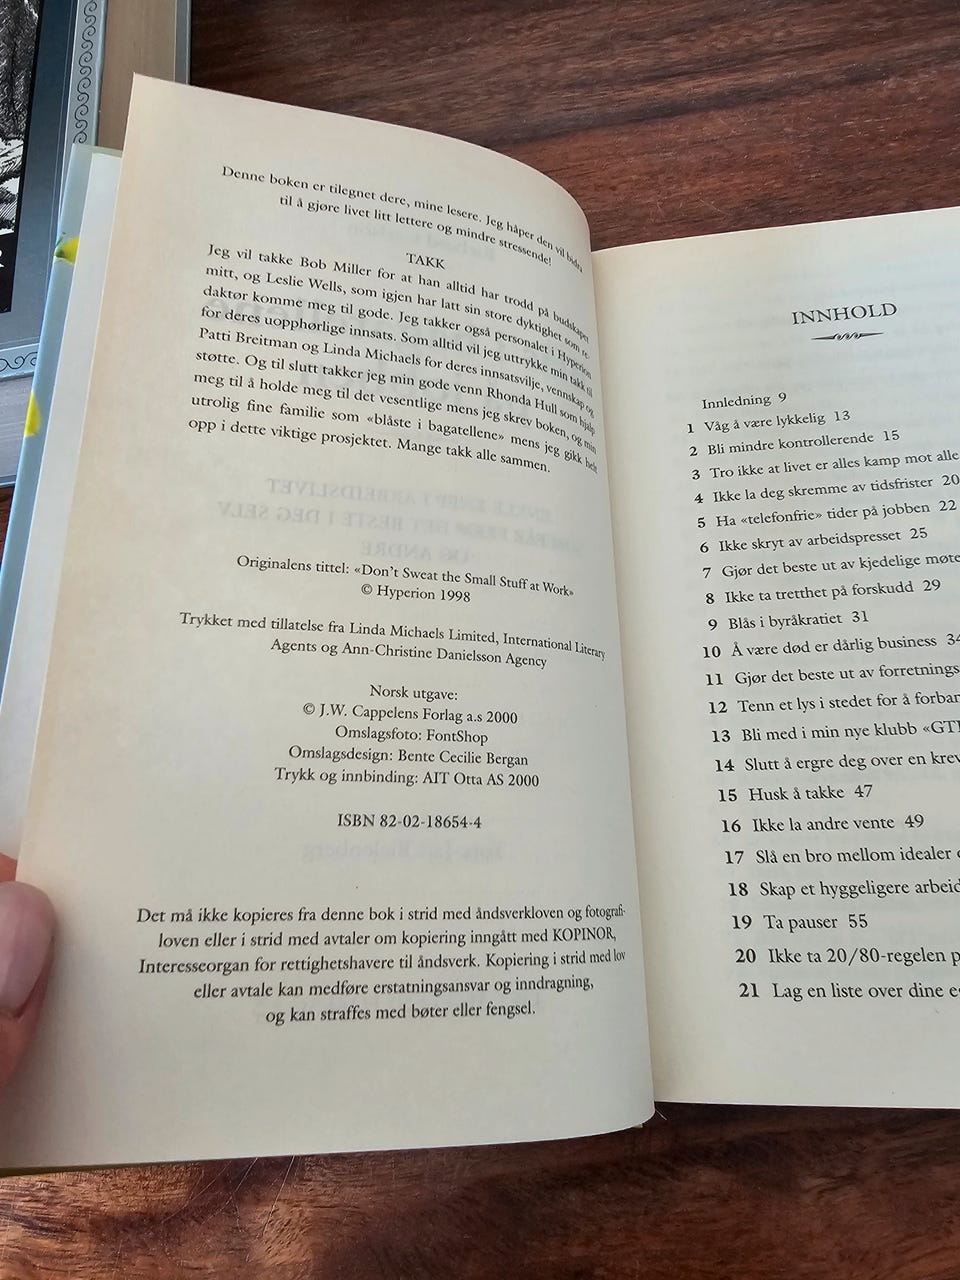 Denne boken er tilegnet dere, mine lesere. Jeg håper den vil bidra
til å gjøre livet litt lettere og mindre stressende!
TAKK
Jeg vil takke Bob Miller for at han alltid har trodd på budskapet
mitt, og Leslie Wells, som igjen har latt sin store dyktighet som re-
daktør komme meg til gode. Jeg takker også personalet i Hyperion
for deres uopphørlige innsats. Som alltid vil jeg uttrykke min takk til
Patti Breitman og Linda Michaels for deres innsatsvilje, vennskap og
støtte. Og til slutt takker jeg min gode venn Rhonda Hull som hjalp
meg til å holde meg til det vesentlige mens jeg skrev boken, og min
utrolig fine familie som «blåste i bagatellene» mens jeg gikk helt
opp i dette viktige prosjektet. Mange takk alle sammen.
Originalens tittel: «Don't Sweat the Small Stuff at Work»
© Hyperion 1998
Trykket med tillatelse fra Linda Michaels Limited, International Literary
Agents og Ann-Christine Danielsson Agency
Norsk utgave:
© J.W. Cappelens Forlag a.s 2000
Omslagsfoto: FontShop
Omslagsdesign: Bente Cecilie Bergan
Trykk og innbinding: AIT Otta AS 2000
ISBN 82-02-18654-4
Det må ikke kopieres fra denne bok i strid med åndsverkloven og fotografi-
loven eller i strid med avtaler om kopiering inngått med KOPINOR,
Interesseorgan for rettighetshavere til åndsverk. Kopiering i strid med lov
eller avtale kan medføre erstatningsansvar og inndragning,
og kan straffes med bøter eller fengsel.
INNHOLD
Innledning 9
1 Våg å være lykkelig 13
2 Bli mindre kontrollerende 15
3 Tro ikke at livet er alles kamp mot alle
4 Ikke la deg skremme av tidsfrister 20
5 Ha «telefonfrie» tider på jobben 22
6 Ikke skryt av arbeidspresset 25
7 Gjør det beste ut av kjedelige møte
8 Ikke ta tretthet på forskudd 29
9 Blås i byråkratiet 31
10 Å være død er dårlig business 34
11 Gjør det beste ut av forretnings
12 Tenn et lys i stedet for å forban
13 Bli med i min nye klubb «GT
14 Slutt å ergre deg over en krev
15 Husk å takke 47
16 Ikke la andre vente 49
17 Slå en bro mellom idealer
18 Skap et hyggeligere arbeid
19 Ta pauser 55
20 Ikke ta 20/80-regelen p
21 Lag en liste over dine e